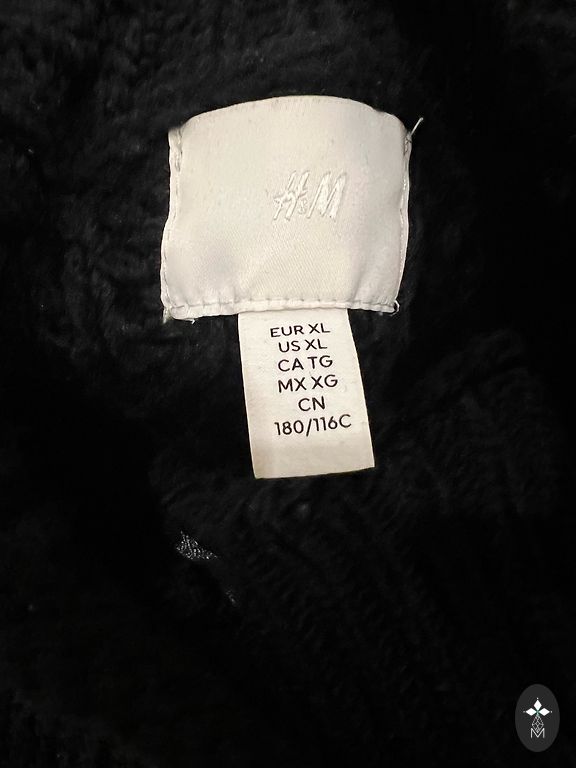 H&M
EUR XL
US XL
CA TG
MX XG
CN
180/116C
M